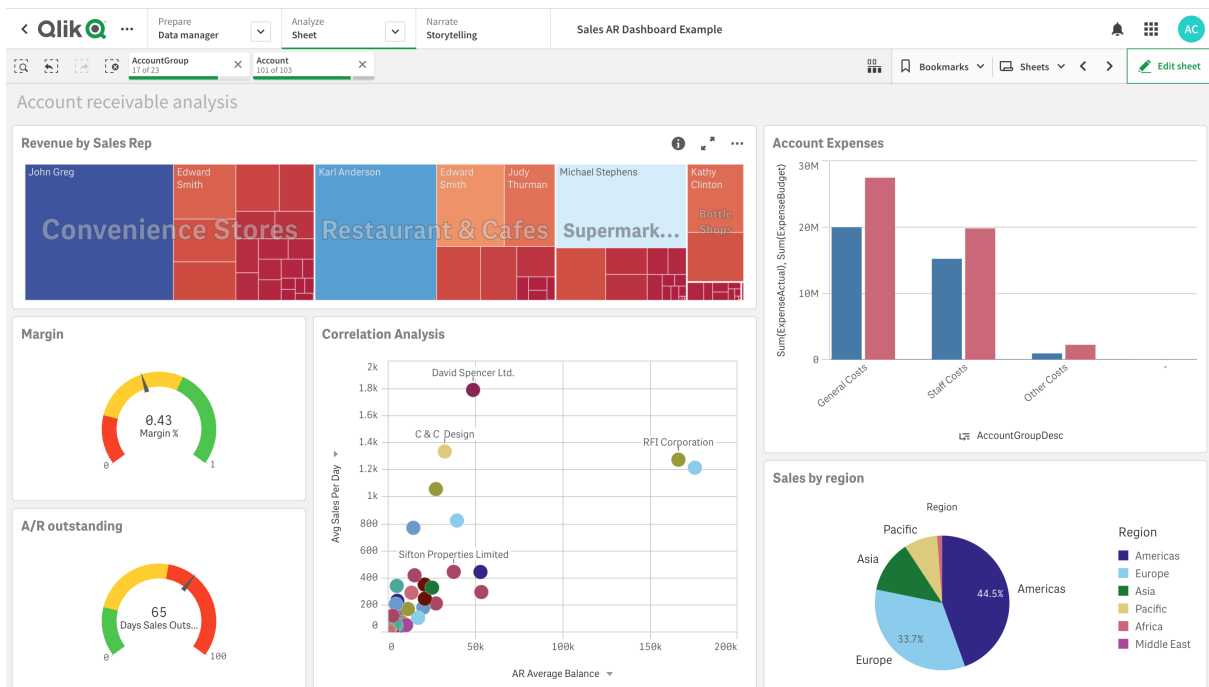 Qlik
Prepare
Data manager
Analyze
Sheet
Narrate
Storytelling
Sales AR Dashboard Example
AC
AccountGroup
17 of 23
Account
101 of 103
Bookmarks
Sheets
Edit sheet
Account receivable analysis
Revenue by Sales Rep
John Greg
Edward
Smith
Karl Anderson
Edward
Smith
Judy
Thurman
Michael Stephens
Kathy
Clinton
Convenience Stores
Restaurant & Cafes
Supermark...
Bottle
Shops
Account Expenses
Sum(ExpenseActual), Sum(ExpenseBudget)
30M
20M
10M
0
General Costs
Staff Costs
Other Costs
-
AccountGroupDesc
Margin
0.43
Margin %
0
1
A/R outstanding
65
Days Sales Outs...
0
100
Correlation Analysis
Avg Sales Per Day
2k
1.8k
1.6k
1.4k
1.2k
1k
800
600
400
200
0
David Spencer Ltd.
C & C Design
RFI Corporation
Sifton Properties Limited
0
50k
100k
150k
200k
AR Average Balance
Sales by region
Region
Pacific
Asia
Americas
Europe
44.5%
33.7%
Region
Americas
Europe
Asia
Pacific
Africa
Middle East